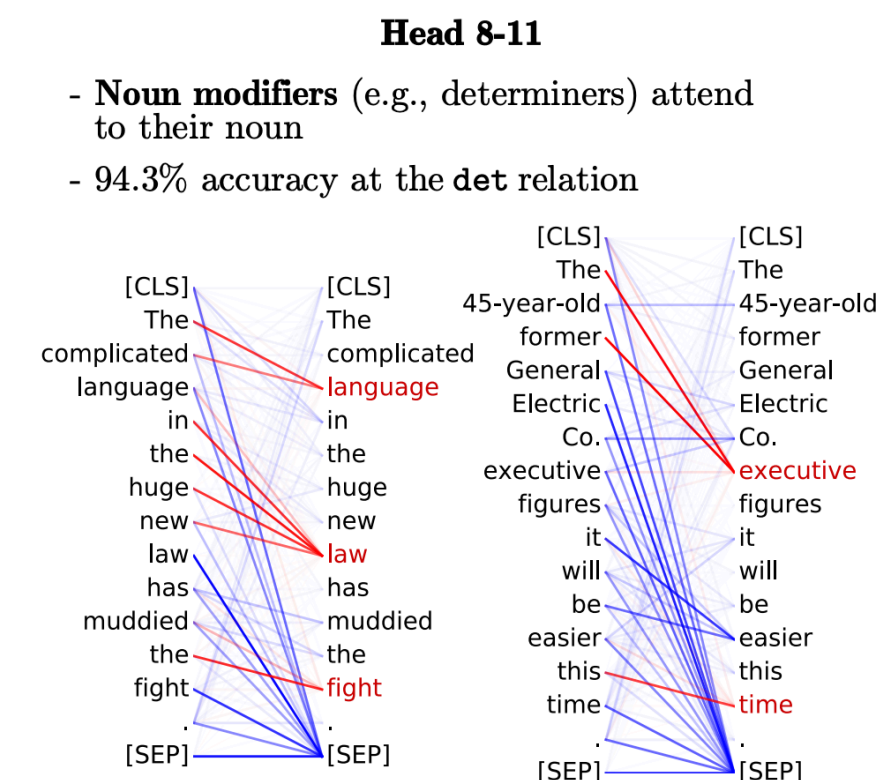 Head 8-11
- Noun modifiers (e.g., determiners) attend
to their noun
- 94.3% accuracy at the det relation
[CLS] [CLS]
The The
complicated complicated
language language
in in
the the
huge huge
new new
law law
has has
muddied muddied
the the
fight fight
. .
[SEP] [SEP]
[CLS] [CLS]
The The
45-year-old 45-year-old
former former
General General
Electric Electric
Co. Co.
executive executive
figures figures
it it
will will
be be
easier easier
this this
time time
. .
[SEP] [SEP]